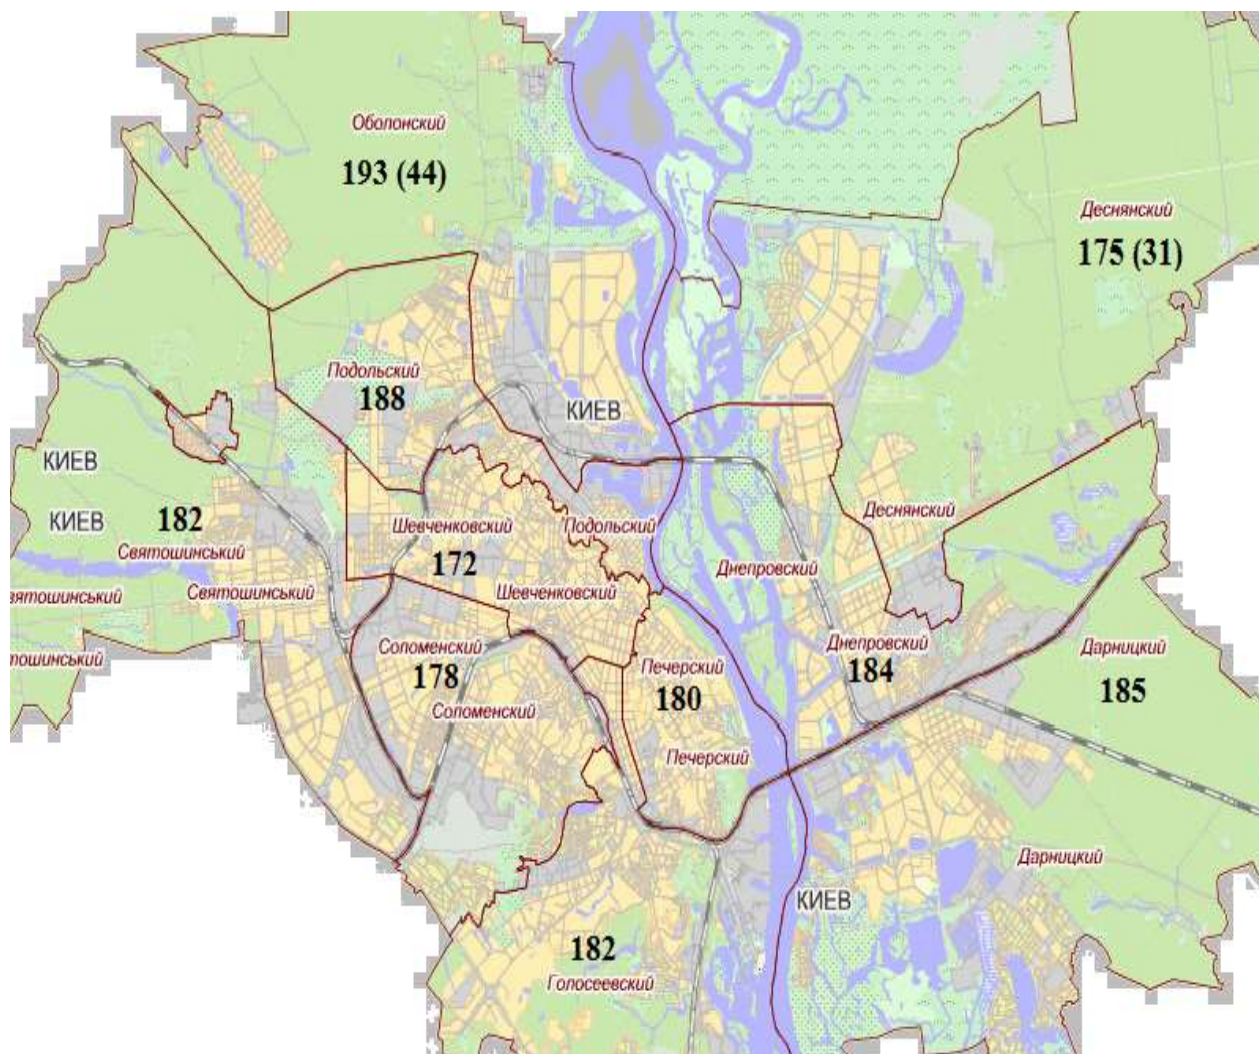 Оболонский
193 (44)
Деснянский
175 (31)
Подольский
188
КИЕВ
КИЕВ
КИЕВ
182
Святошинський
Шевченковский
172
Подольский
Деснянский
Днепровский
Святошинський
вятошинський
Шевченковский
тошинський
Соломенский
178
Соломенский
Печерский
180
Печерский
Днепровский
184
Дарницкий
185
Дарницкий
КИЕВ
182
Голосеевский